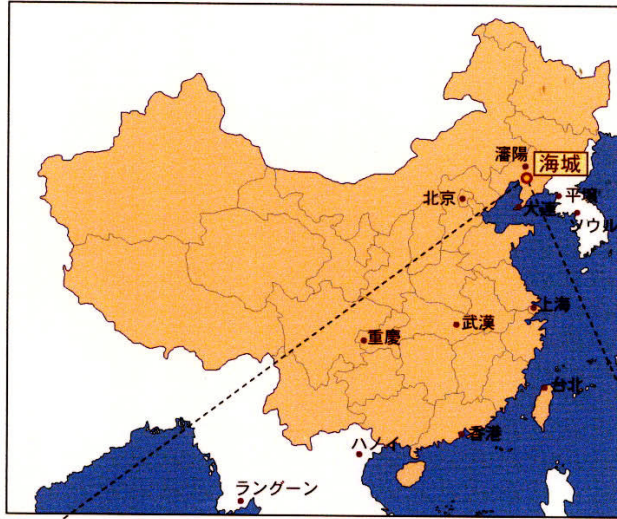 瀋陽
海城
北京
大連
平壌
ソウル
上海
武漢
重慶
台北
香港
ハノイ
ラングーン